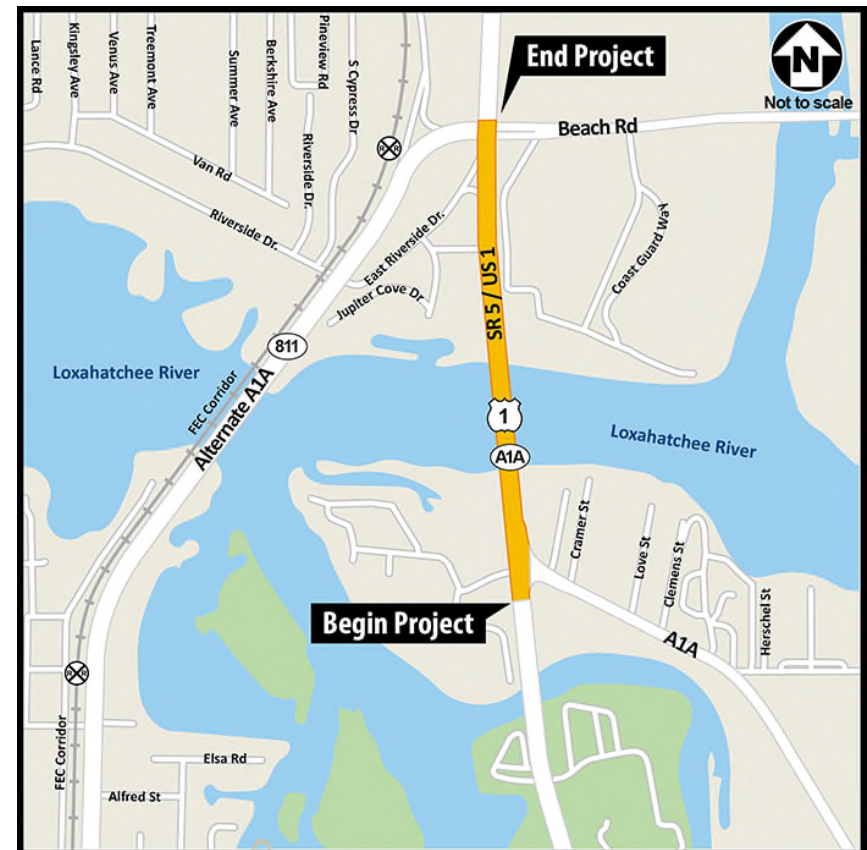 Lance Rd
Kingsley Ave
Venus Ave
Treemont Ave
Summer Ave
Berkshire Ave
Pineview Rd
S Cypress Dr
End Project
N
Not to scale
Beach Rd
Van Rd
Riverside Dr.
Riverside Dr.
East Riverside Dr.
Jupiter Cove Dr
Coast Guard Way
SR 5 / US 1
811
Loxahatchee River
FEC Corridor
Alternate A1A
1
A1A
Loxahatchee River
Cramer St
Love St
Clemens St
Herschel St
A1A
Begin Project
R R
R R
FEC Corridor
Elsa Rd
Alfred St